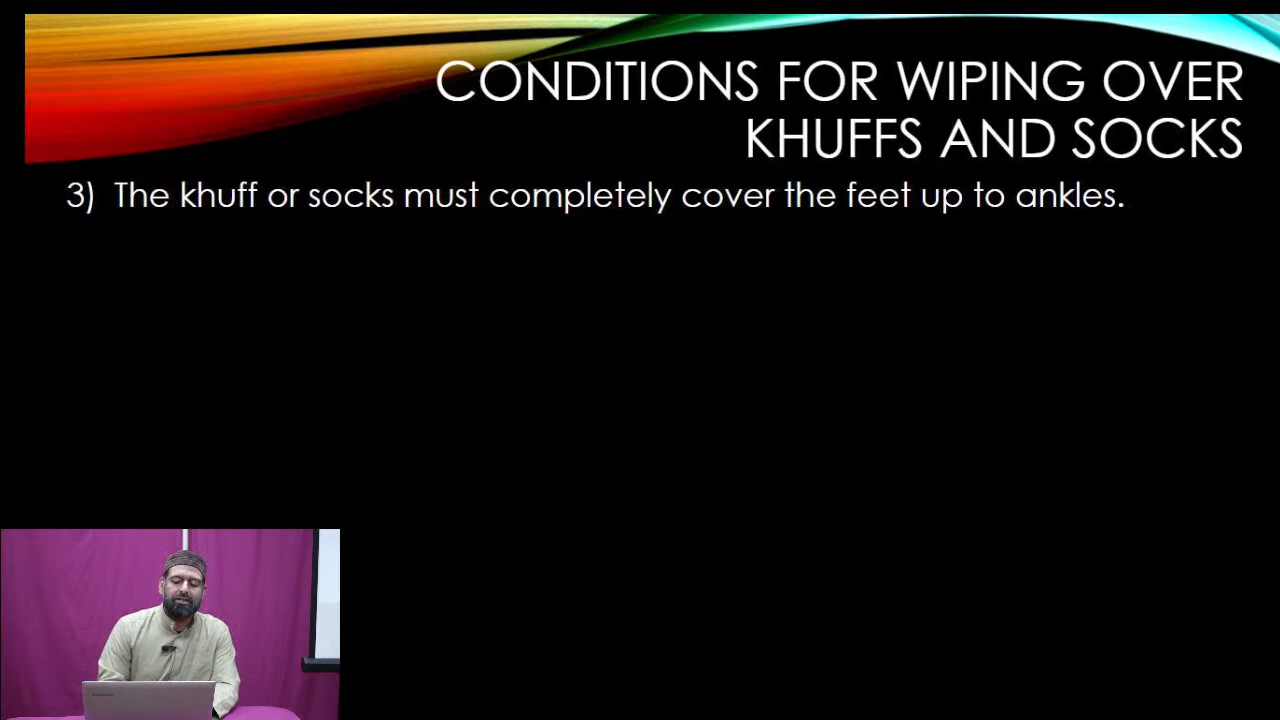 CONDITIONS FOR WIPING OVER
KHUFFS AND SOCKS
3) The khuff or socks must completely cover the feet up to ankles.